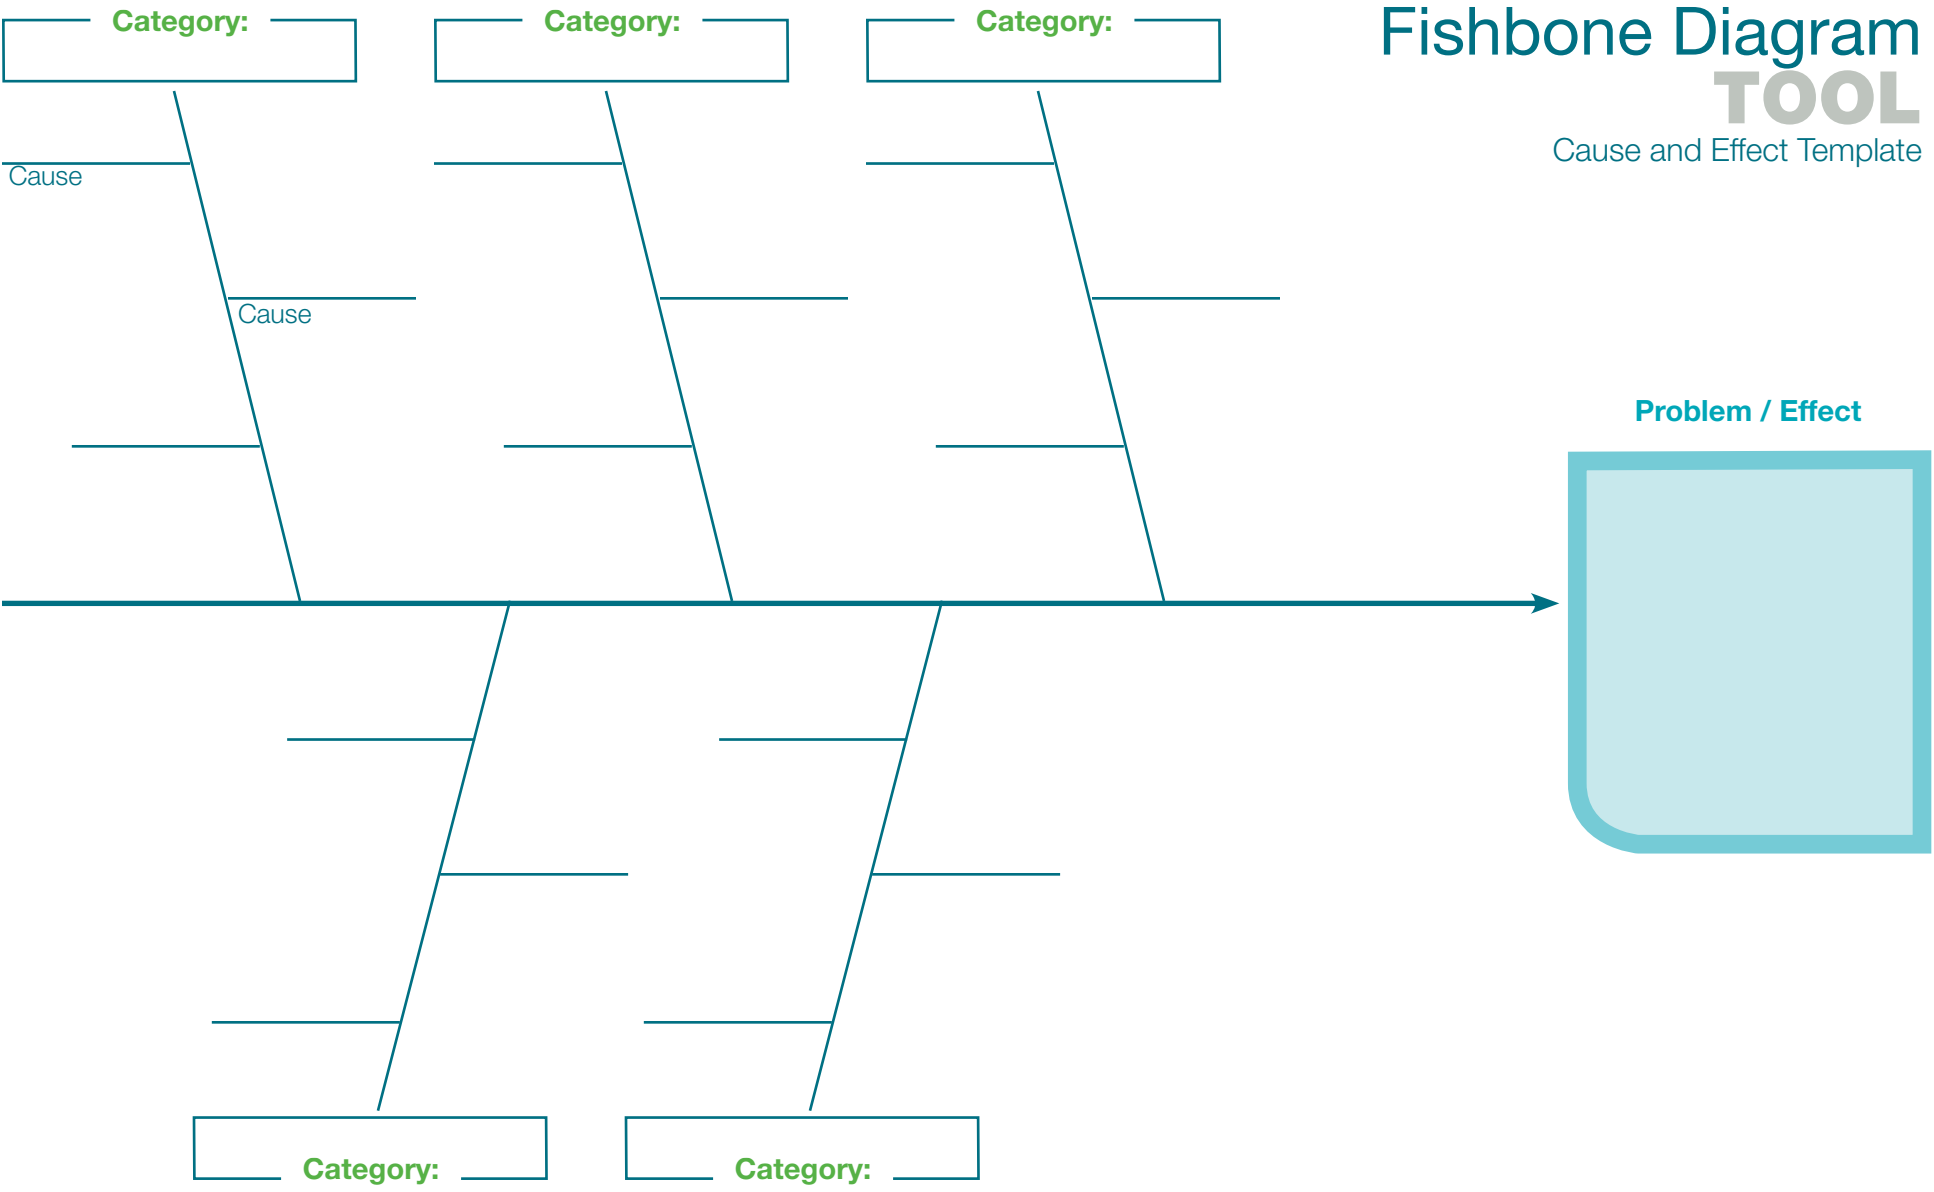 Category:
Category:
Category:
Fishbone Diagram
TOOL
Cause and Effect Template
Cause
Cause
Problem / Effect
Category:
Category: